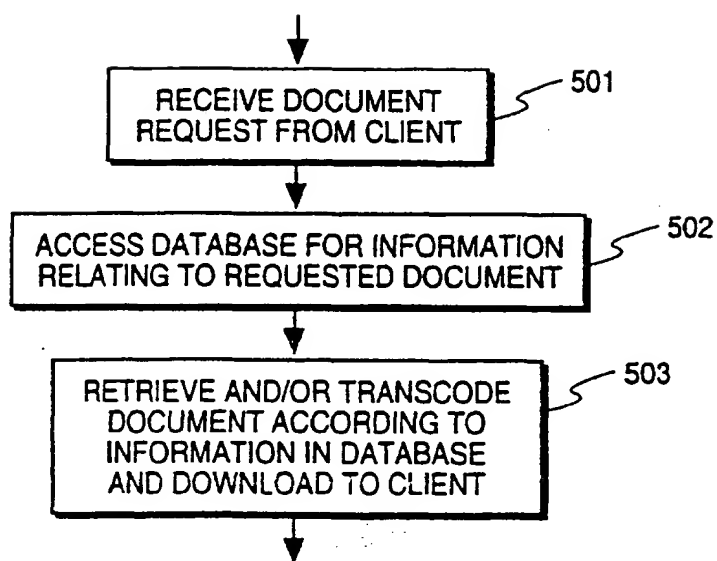 RECEIVE DOCUMENT
REQUEST FROM CLIENT
501
ACCESS DATABASE FOR INFORMATION
RELATING TO REQUESTED DOCUMENT
502
RETRIEVE AND/OR TRANSCODE
DOCUMENT ACCORDING TO
INFORMATION IN DATABASE
AND DOWNLOAD TO CLIENT
503